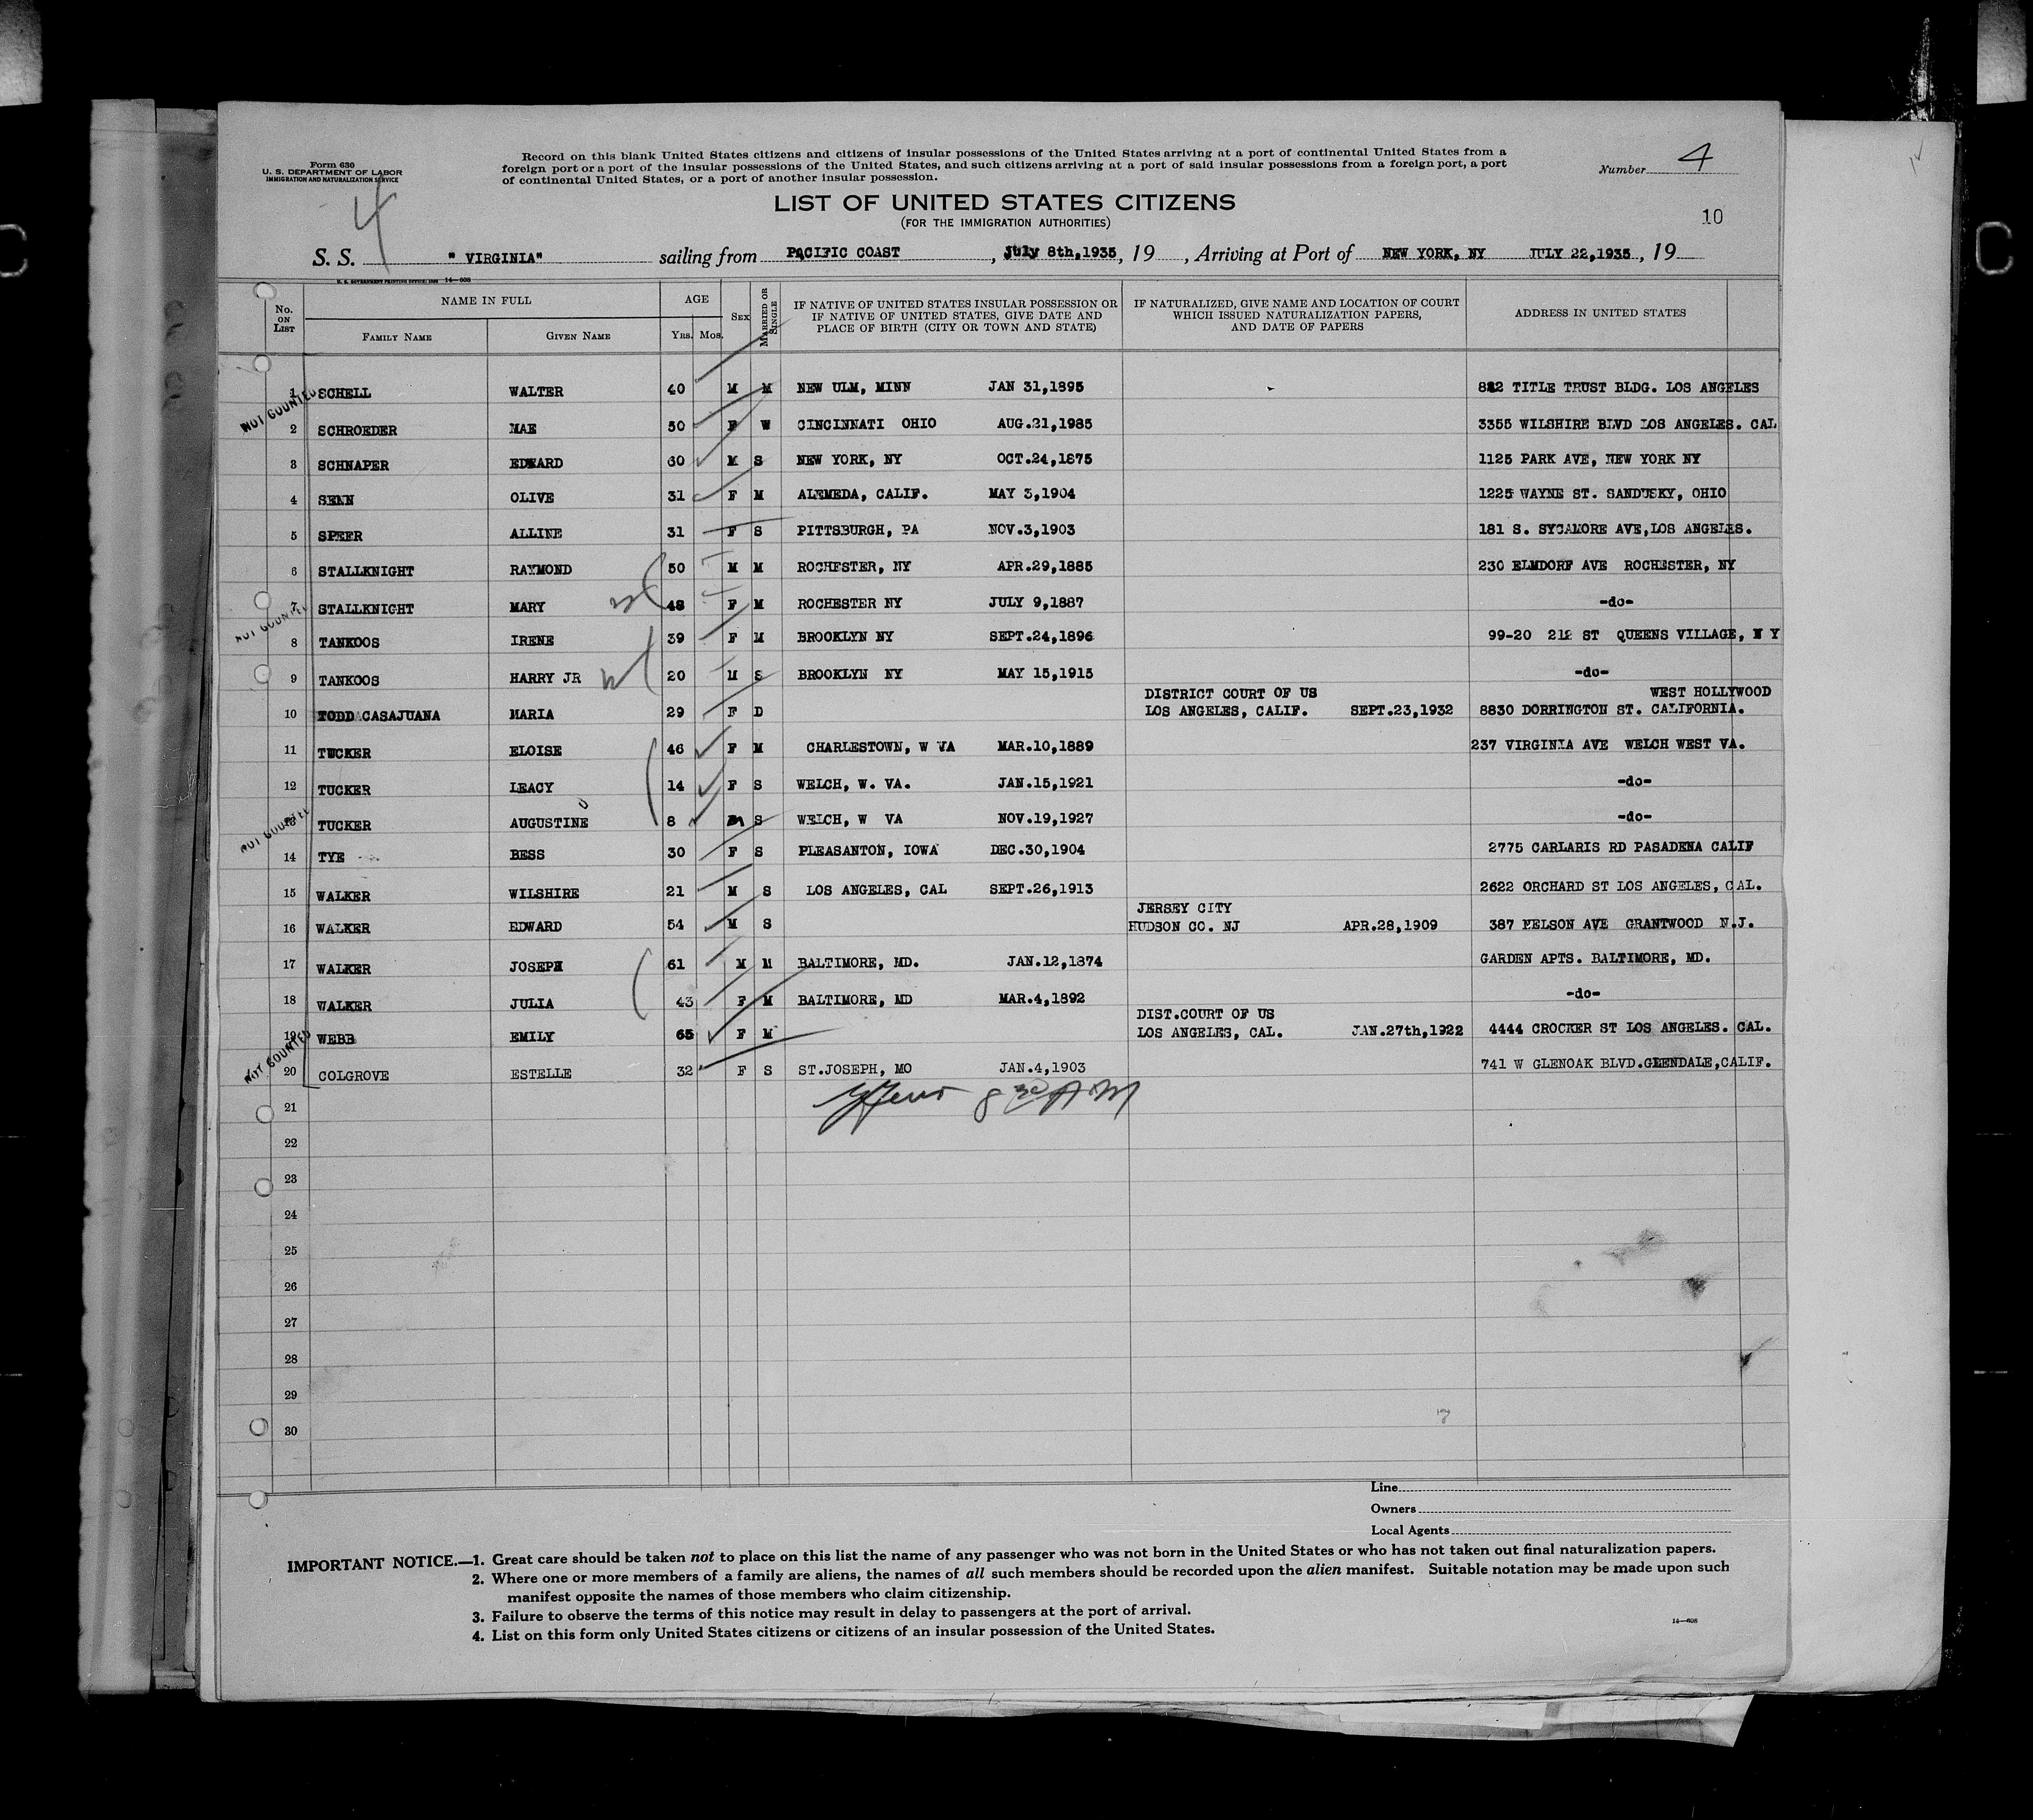 Form 630
U. S. DEPARTMENT OF LABOR
IMMIGRATION AND NATURALIZATION SERVICE
4
Record on this blank United States citizens and citizens of insular possessions of the United States arriving at a port of continental United States from a
foreign port or a port of the insular possessions of the United States, and such citizens arriving at a port of said insular possessions from a foreign port, a port
of continental United States, or a port of another insular possession.
Number 4
LIST OF UNITED STATES CITIZENS
(FOR THE IMMIGRATION AUTHORITIES)
10
S. S. " VIRGINIA" sailing from PACIFIC COAST , July 8th,1935, 19 , Arriving at Port of NEW YORK, NY JULY 22,1935, 19
U. S. GOVERNMENT PRINTING OFFICE: 14—608
No. ON LIST NAME IN FULL FAMILY NAME GIVEN NAME AGE YRS. MOS. SEX MARRIED OR SINGLE IF NATIVE OF UNITED STATES INSULAR POSSESSION OR IF NATIVE OF UNITED STATES, GIVE DATE AND PLACE OF BIRTH (CITY OR TOWN AND STATE) IF NATURALIZED, GIVE NAME AND LOCATION OF COURT WHICH ISSUED NATURALIZATION PAPERS, AND DATE OF PAPERS ADDRESS IN UNITED STATES
1 SCHELL WALTER 40 M M NEW ULM, MINN JAN 31,1895 TITLE TRUST BLDG. LOS ANGELES
NOT COUNTED
2 SCHROEDER MAE 50 F W CINCINNATI OHIO AUG.21,1985 3355 WILSHIRE BLVD LOS ANGELES. CAL
3 SCHNAPER EDWARD 60 M S NEW YORK, NY OCT.24,1875 1125 PARK AVE, NEW YORK NY
4 SENN OLIVE 31 F M ALEMEDA, CALIF. MAY 3,1904 1225 WAYNE ST. SANDUSKY, OHIO
5 SPEER ALLINE 31 F S PITTSBURGH, PA NOV.3,1903 181 S. SYCAMORE AVE,LOS ANGELES.
6 STALLKNIGHT RAYMOND 50 M M ROCHESTER, NY APR.29,1885 230 ELMDORF AVE ROCHESTER, NY
7 STALLKNIGHT MARY 48 F M ROCHESTER NY JULY 9,1887 -do-
NOT COUNTED
8 TANKOOS IRENE 39 F M BROOKLYN NY SEPT.24,1896 99-20 212 ST QUEENS VILLAGE, N Y
9 TANKOOS HARRY JR 20 M S BROOKLYN NY MAY 15,1915 -do-
DISTRICT COURT OF US WEST HOLLYWOOD
10 TODD CASAJUANA MARIA 29 F D LOS ANGELES, CALIF. SEPT.23,1932 8830 DORRINGTON ST. CALIFORNIA.
11 TUCKER ELOISE 46 F M CHARLESTOWN, W VA MAR.10,1889 237 VIRGINIA AVE WELCH WEST VA.
12 TUCKER LEACY 14 F S WELCH, W. VA. JAN.15,1921 -do-
13 TUCKER AUGUSTINE 8 M S WELCH, W VA NOV.19,1927 -do-
NOT COUNTED
14 TYE BESS 30 F S PLEASANTON, IOWA DEC.30,1904 2775 CARLARIS RD PASADENA CALIF
15 WALKER WILSHIRE 21 M S LOS ANGELES, CAL SEPT.26,1913 2622 ORCHARD ST LOS ANGELES, CAL.
JERSEY CITY
16 WALKER EDWARD 54 M S HUDSON CO. NJ APR.28,1909 387 NELSON AVE GRANTWOOD N.J.
17 WALKER JOSEPH 61 M M BALTIMORE, MD. JAN.12,1874 GARDEN APTS. BALTIMORE, MD.
18 WALKER JULIA 43 F M BALTIMORE, MD MAR.4,1892 -do-
DIST.COURT OF US
19 WEBB EMILY 65 F M LOS ANGELES, CAL. JAN.27th,1922 4444 CROCKER ST LOS ANGELES. CAL.
NOT COUNTED
20 COLGROVE ESTELLE 32 F S ST.JOSEPH, MO JAN.4,1903 741 W GLENOAK BLVD.GLENDALE,CALIF.
8 30 AM
21
22
23
24
25
26
27
28
29
30
Line
Owners
Local Agents
IMPORTANT NOTICE.—1. Great care should be taken not to place on this list the name of any passenger who was not born in the United States or who has not taken out final naturalization papers.
2. Where one or more members of a family are aliens, the names of all such members should be recorded upon the alien manifest. Suitable notation may be made upon such
manifest opposite the names of those members who claim citizenship.
3. Failure to observe the terms of this notice may result in delay to passengers at the port of arrival.
4. List on this form only United States citizens or citizens of an insular possession of the United States.
14—608